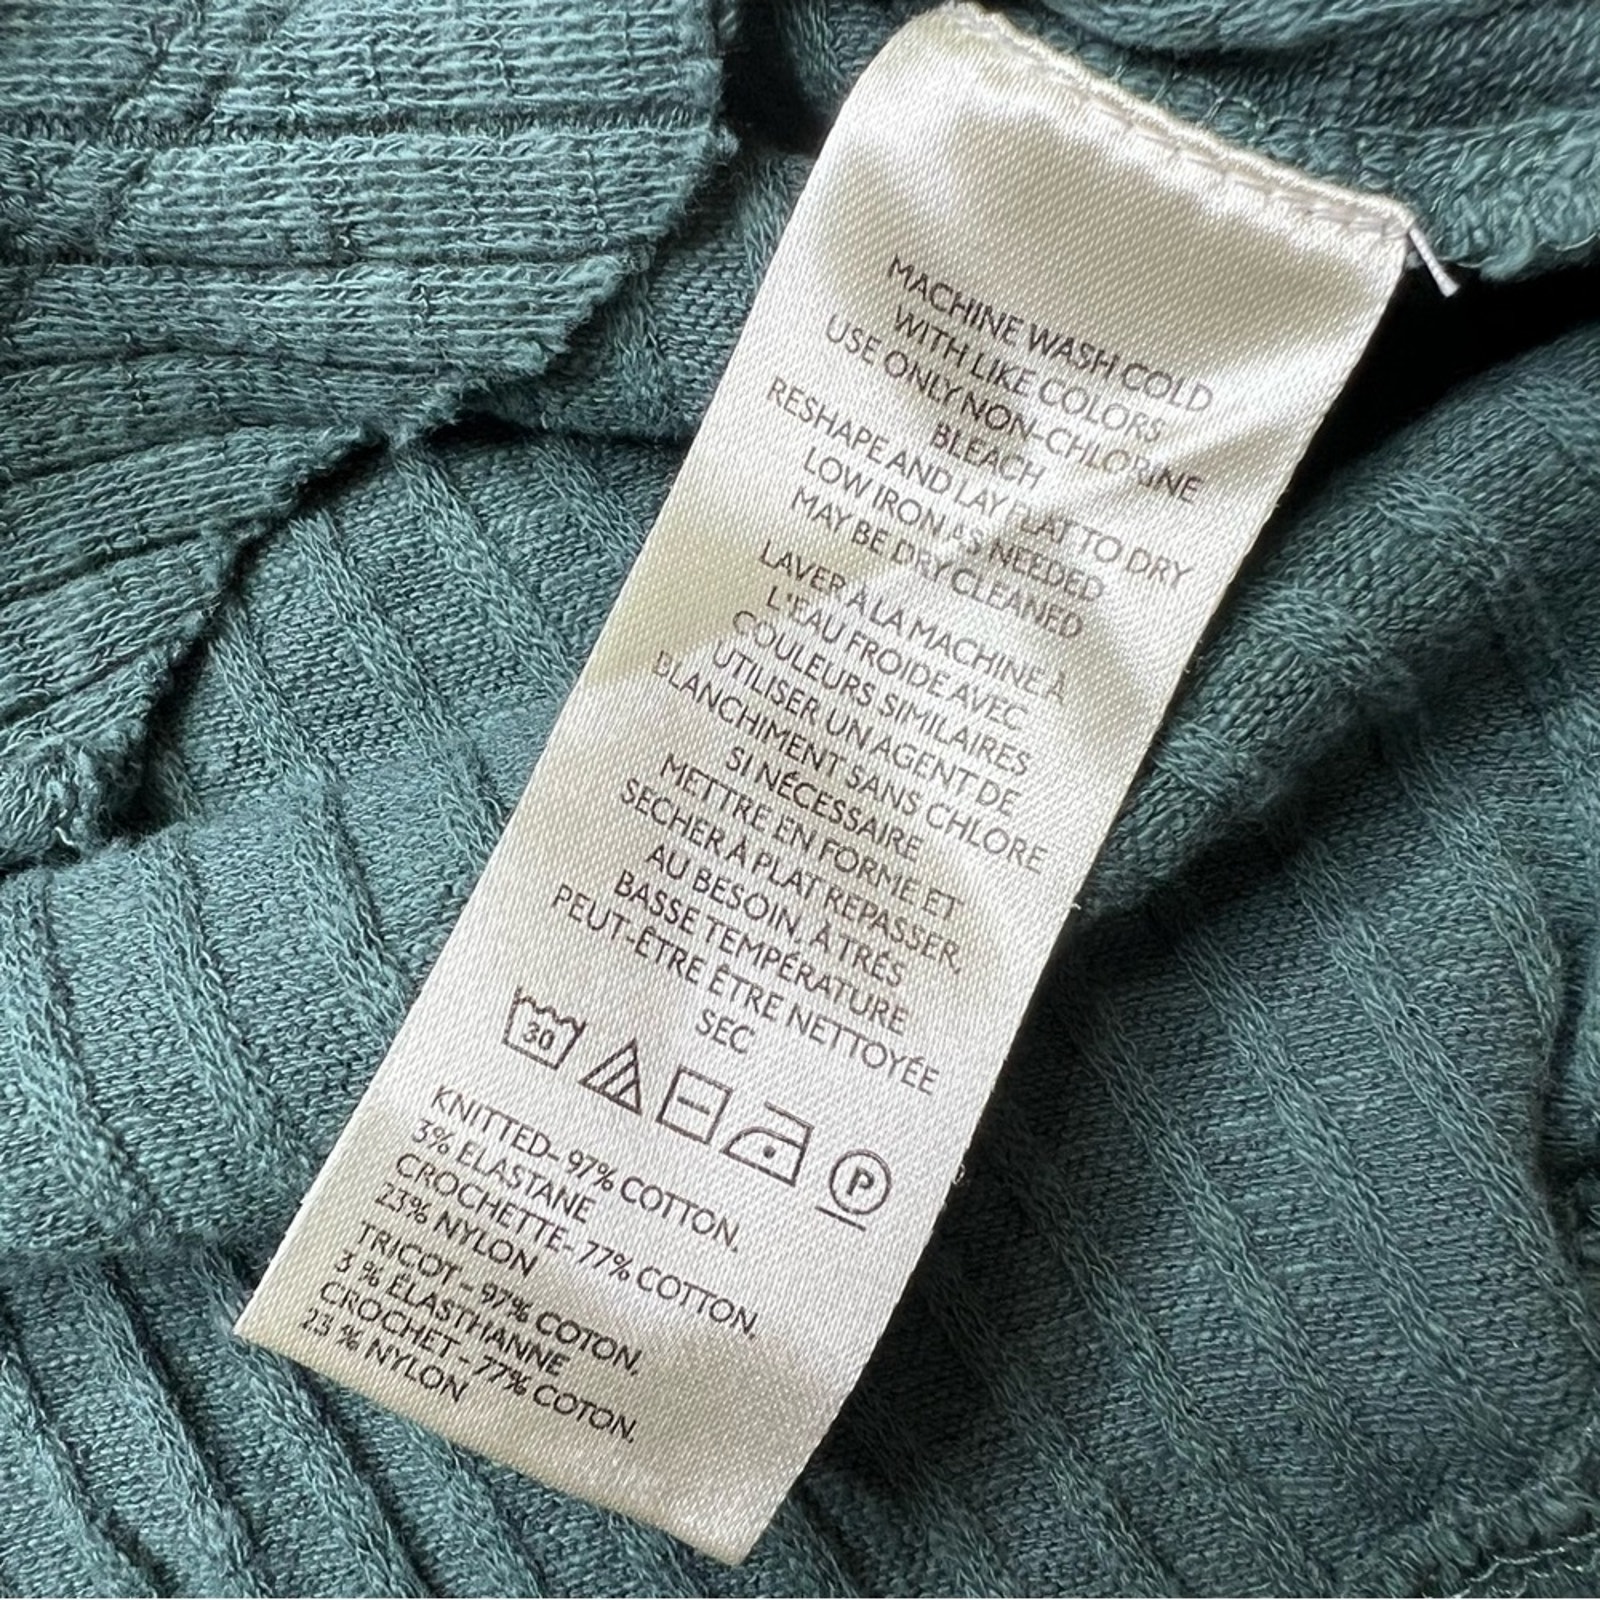 MACHINE WASH COLD
WITH LIKE COLORS
USE ONLY NON-CHLORINE
BLEACH
RESHAPE AND LAY FLAT TO DRY
LOW IRON AS NEEDED
MAY BE DRY CLEANED
LAVER À LA MACHINE À
L'EAU FROIDE AVEC
COULEURS SIMILAIRES
UTILISER UN AGENT DE
BLANCHIMENT SANS CHLORE
SI NÉCESSAIRE
METTRE EN FORME ET
SECHER À PLAT REPASSER,
AU BESOIN, À TRÈS
BASSE TEMPÉRATURE
PEUT-ÊTRE ÊTRE NETTOYÉE
SEC
30
P
KNITTED- 97% COTTON,
3% ELASTANE
CROCHETTE- 77% COTTON,
23% NYLON
TRICOT - 97% COTON,
3 % ÉLASTHANNE
CROCHET - 77% COTON,
23 % NYLON